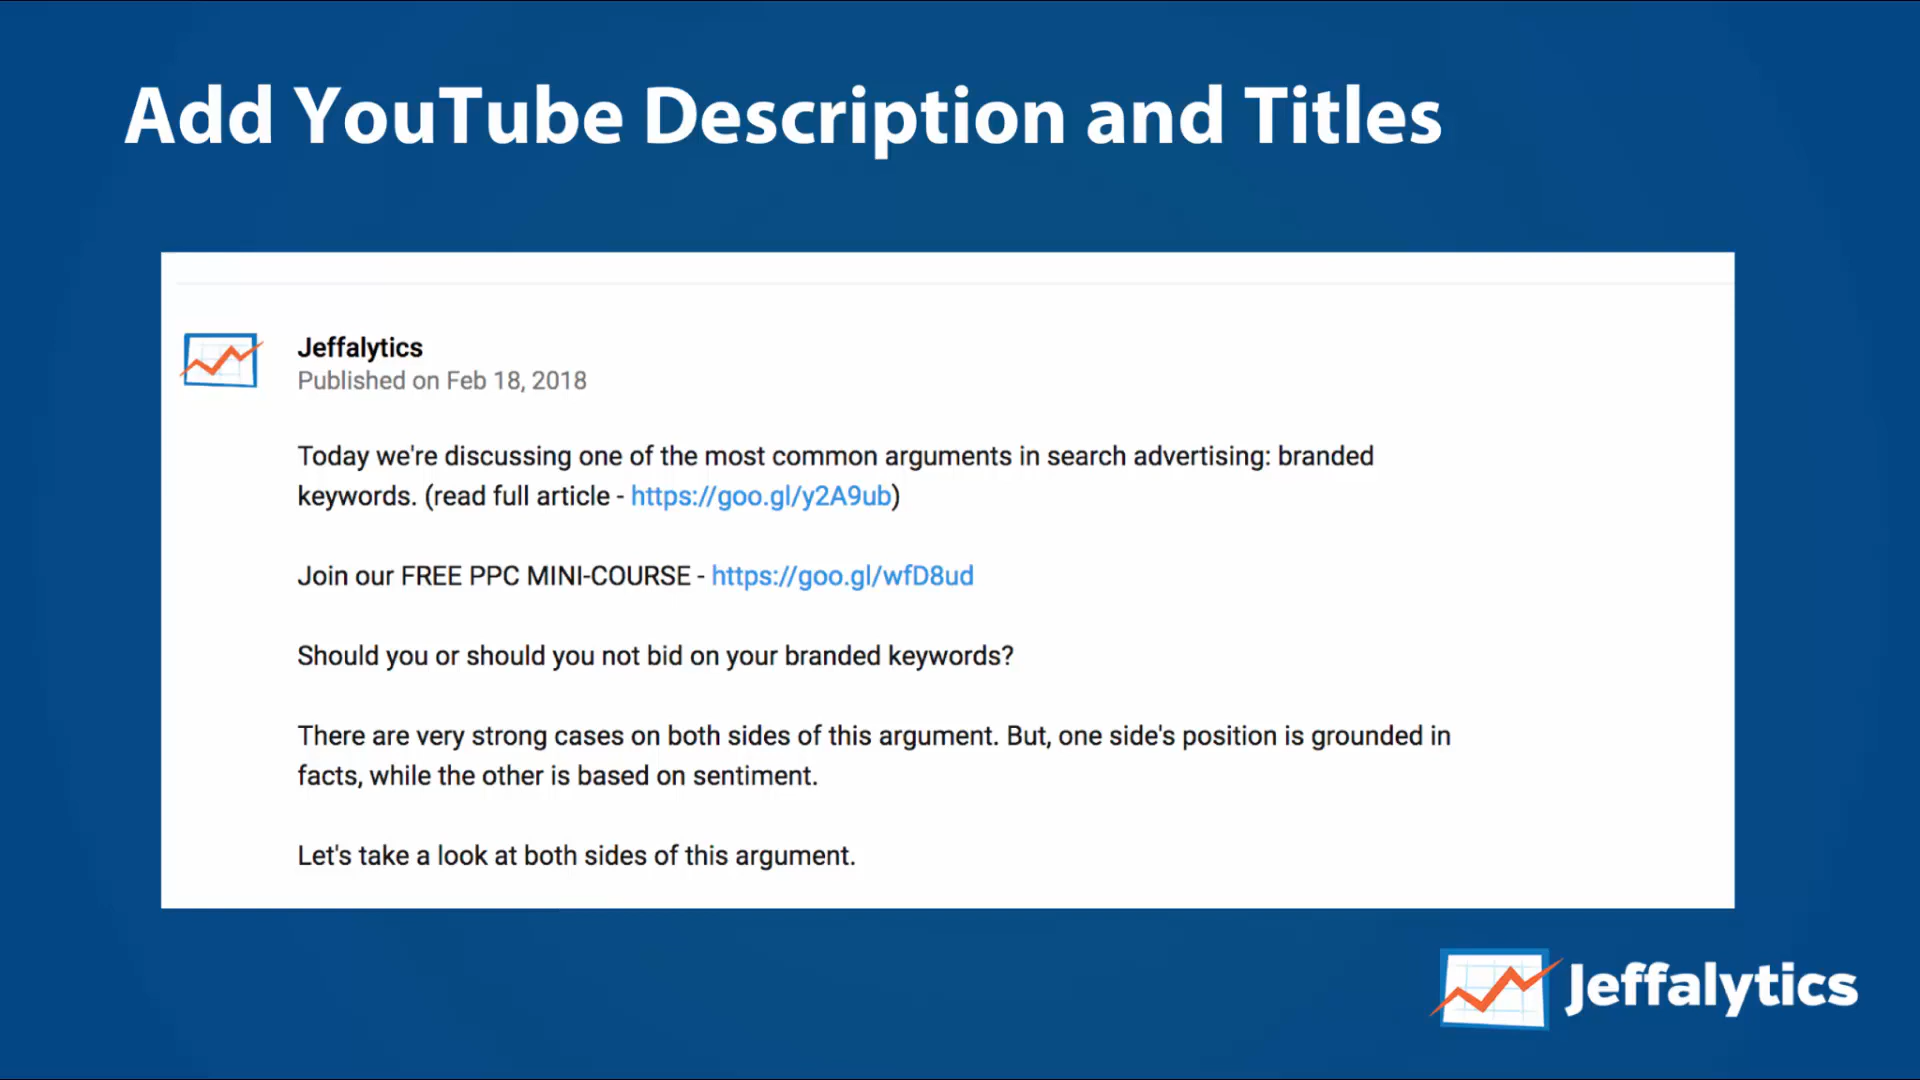 Add YouTube Description and Titles
Jeffalytics
Published on Feb 18, 2018
Today we're discussing one of the most common arguments in search advertising: branded
keywords. (read full article - https://goo.gl/y2A9ub)
Join our FREE PPC MINI-COURSE - https://goo.gl/wfD8ud
Should you or should you not bid on your branded keywords?
There are very strong cases on both sides of this argument. But, one side's position is grounded in
facts, while the other is based on sentiment.
Let's take a look at both sides of this argument.
Jeffalytics